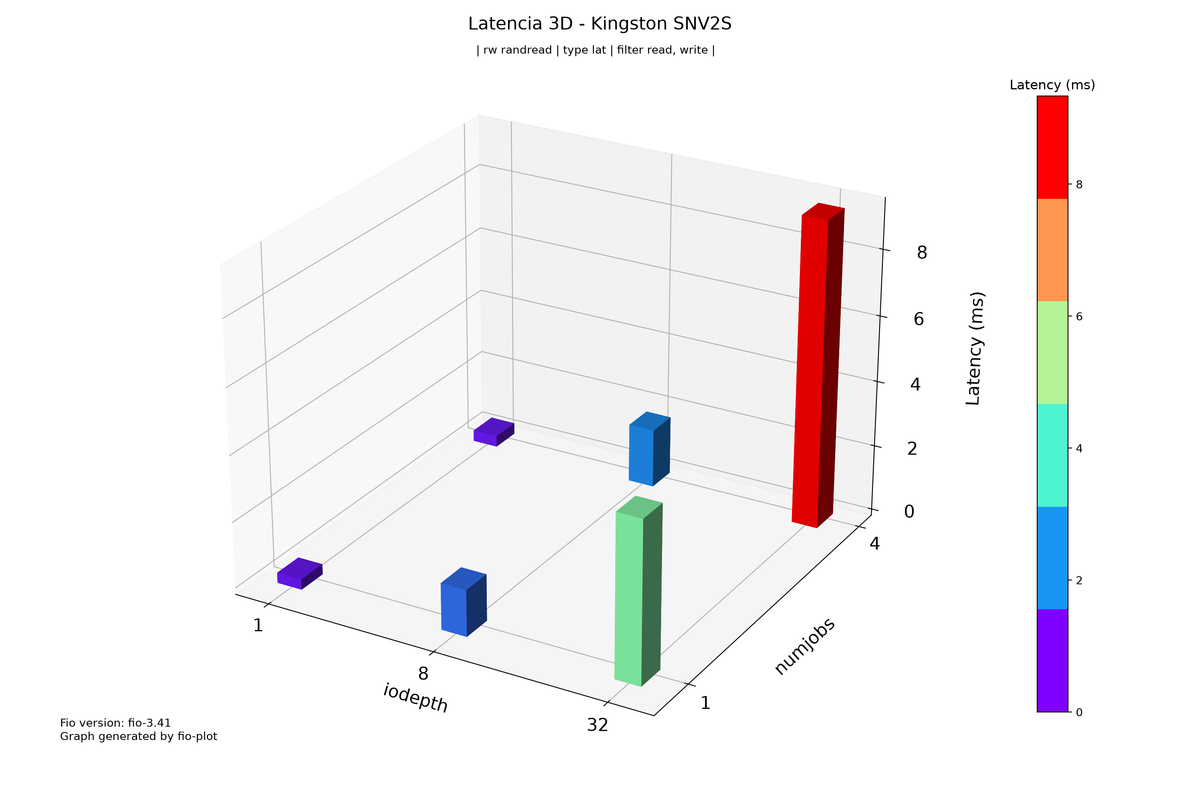 Latencia 3D - Kingston SNV2S
| rw randread | type lat | filter read, write |
Latency (ms)
8
6
4
2
0
8
6
4
2
0
Latency (ms)
4
1
numjobs
1
8
32
iodepth
Fio version: fio-3.41
Graph generated by fio-plot